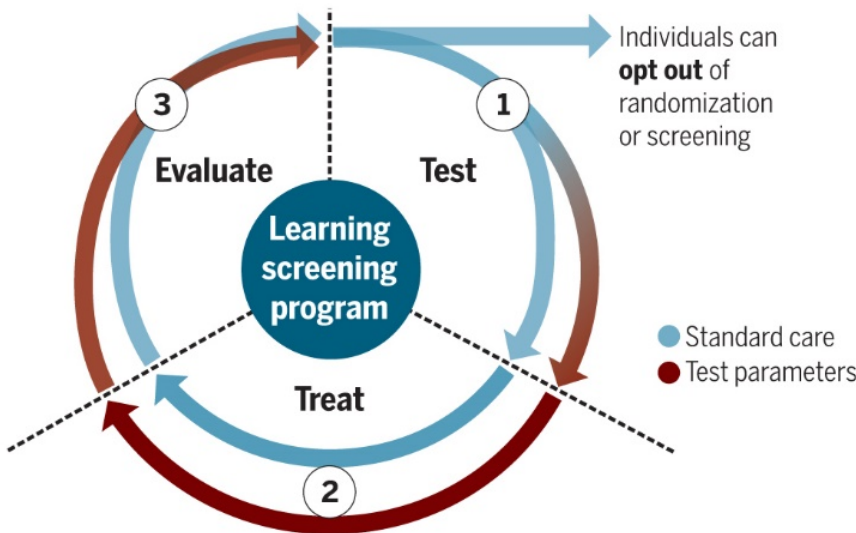 3
1
Individuals can
opt out of
randomization
or screening
Evaluate
Test
Learning
screening
program
Standard care
Test parameters
Treat
2